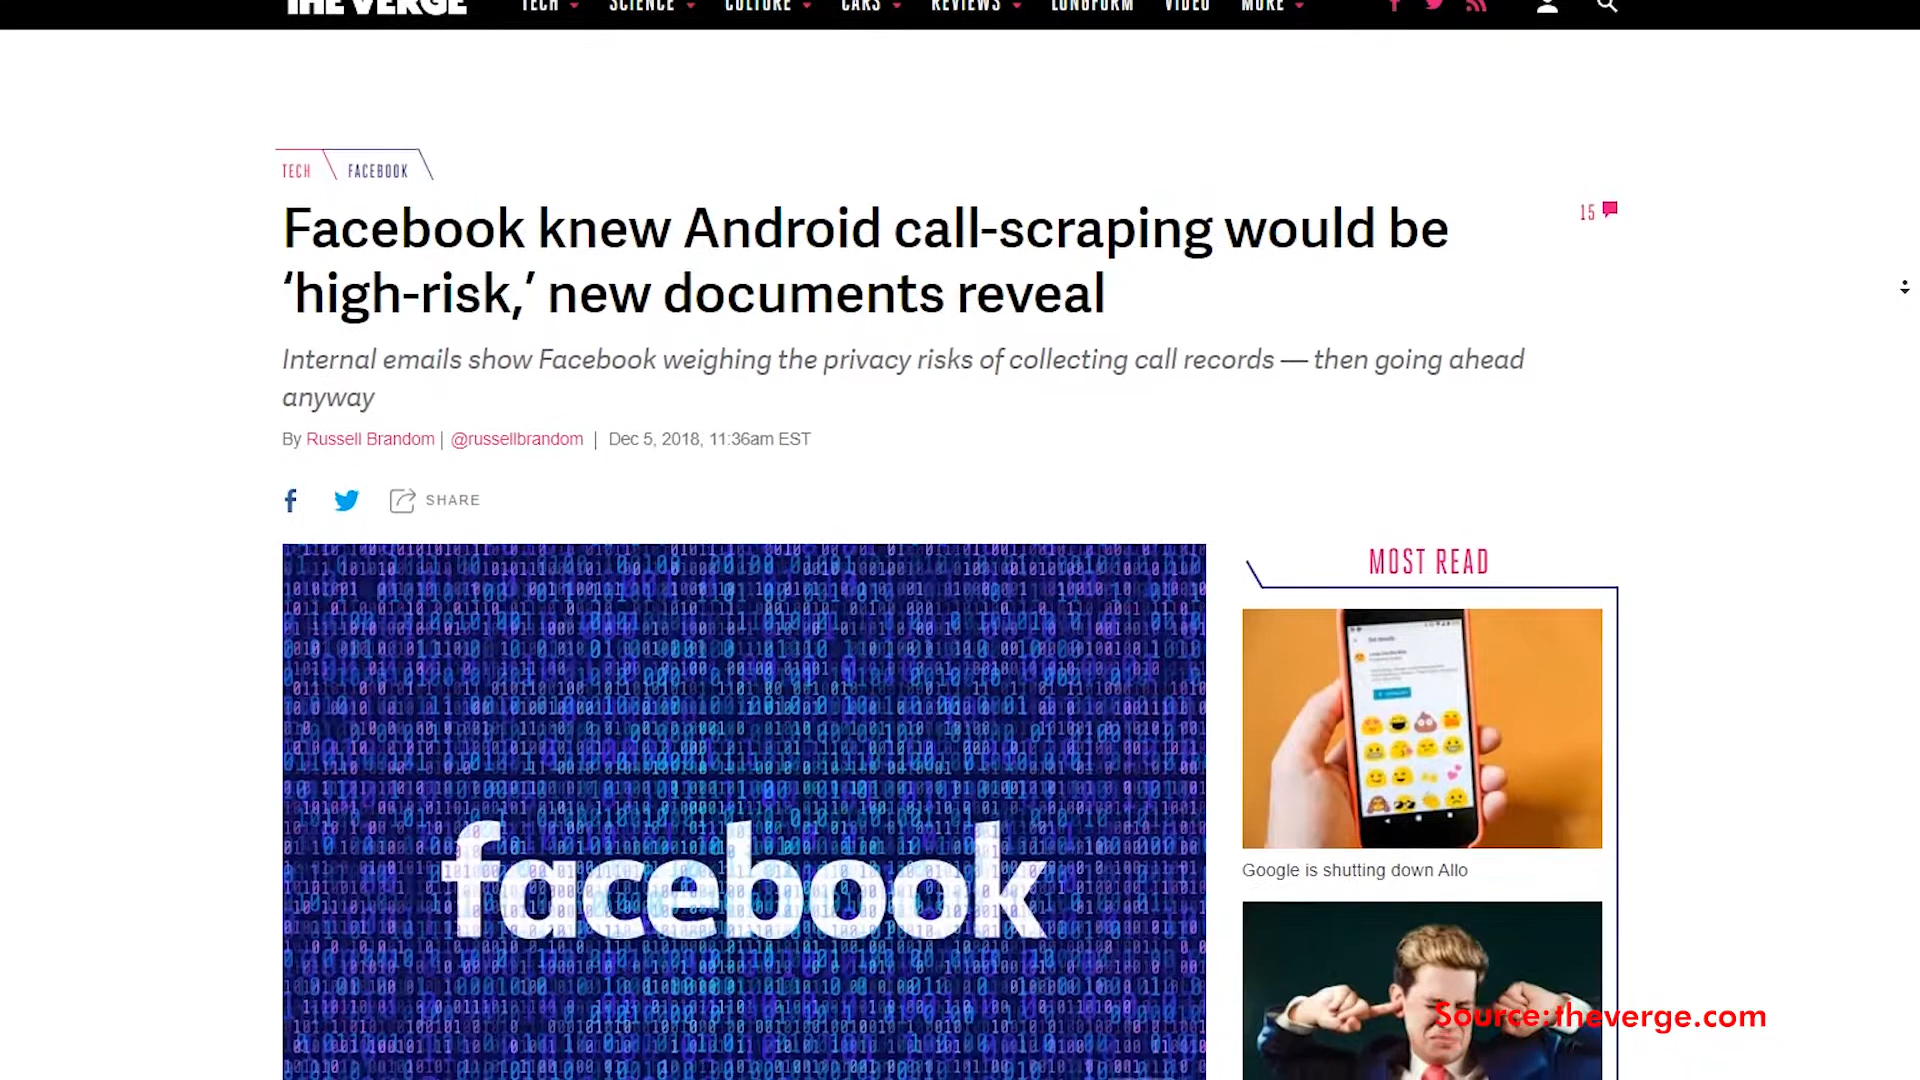 THE VERGE
TECH SCIENCE CULTURE CARS REVIEWS LONGFORM VIDEO MORE
TECH FACEBOOK
Facebook knew Android call-scraping would be
‘high-risk,’ new documents reveal
15
Internal emails show Facebook weighing the privacy risks of collecting call records — then going ahead
anyway
By Russell Brandom | @russellbrandom | Dec 5, 2018, 11:36am EST
SHARE
facebook
MOST READ
Google is shutting down Allo
Source:theverge.com